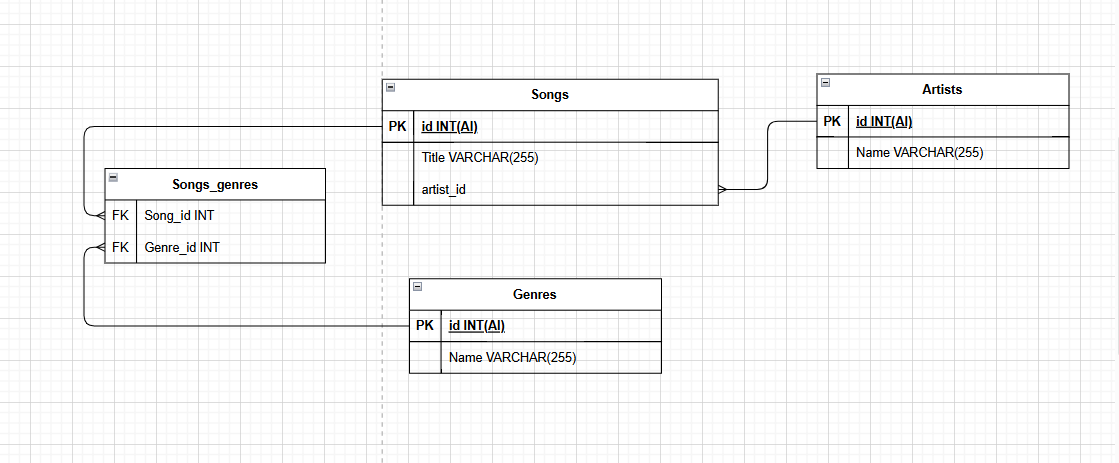 Songs
PK id INT(AI)
Title VARCHAR(255)
artist_id
Artists
PK id INT(AI)
Name VARCHAR(255)
Songs_genres
FK Song_id INT
FK Genre_id INT
Genres
PK id INT(AI)
Name VARCHAR(255)